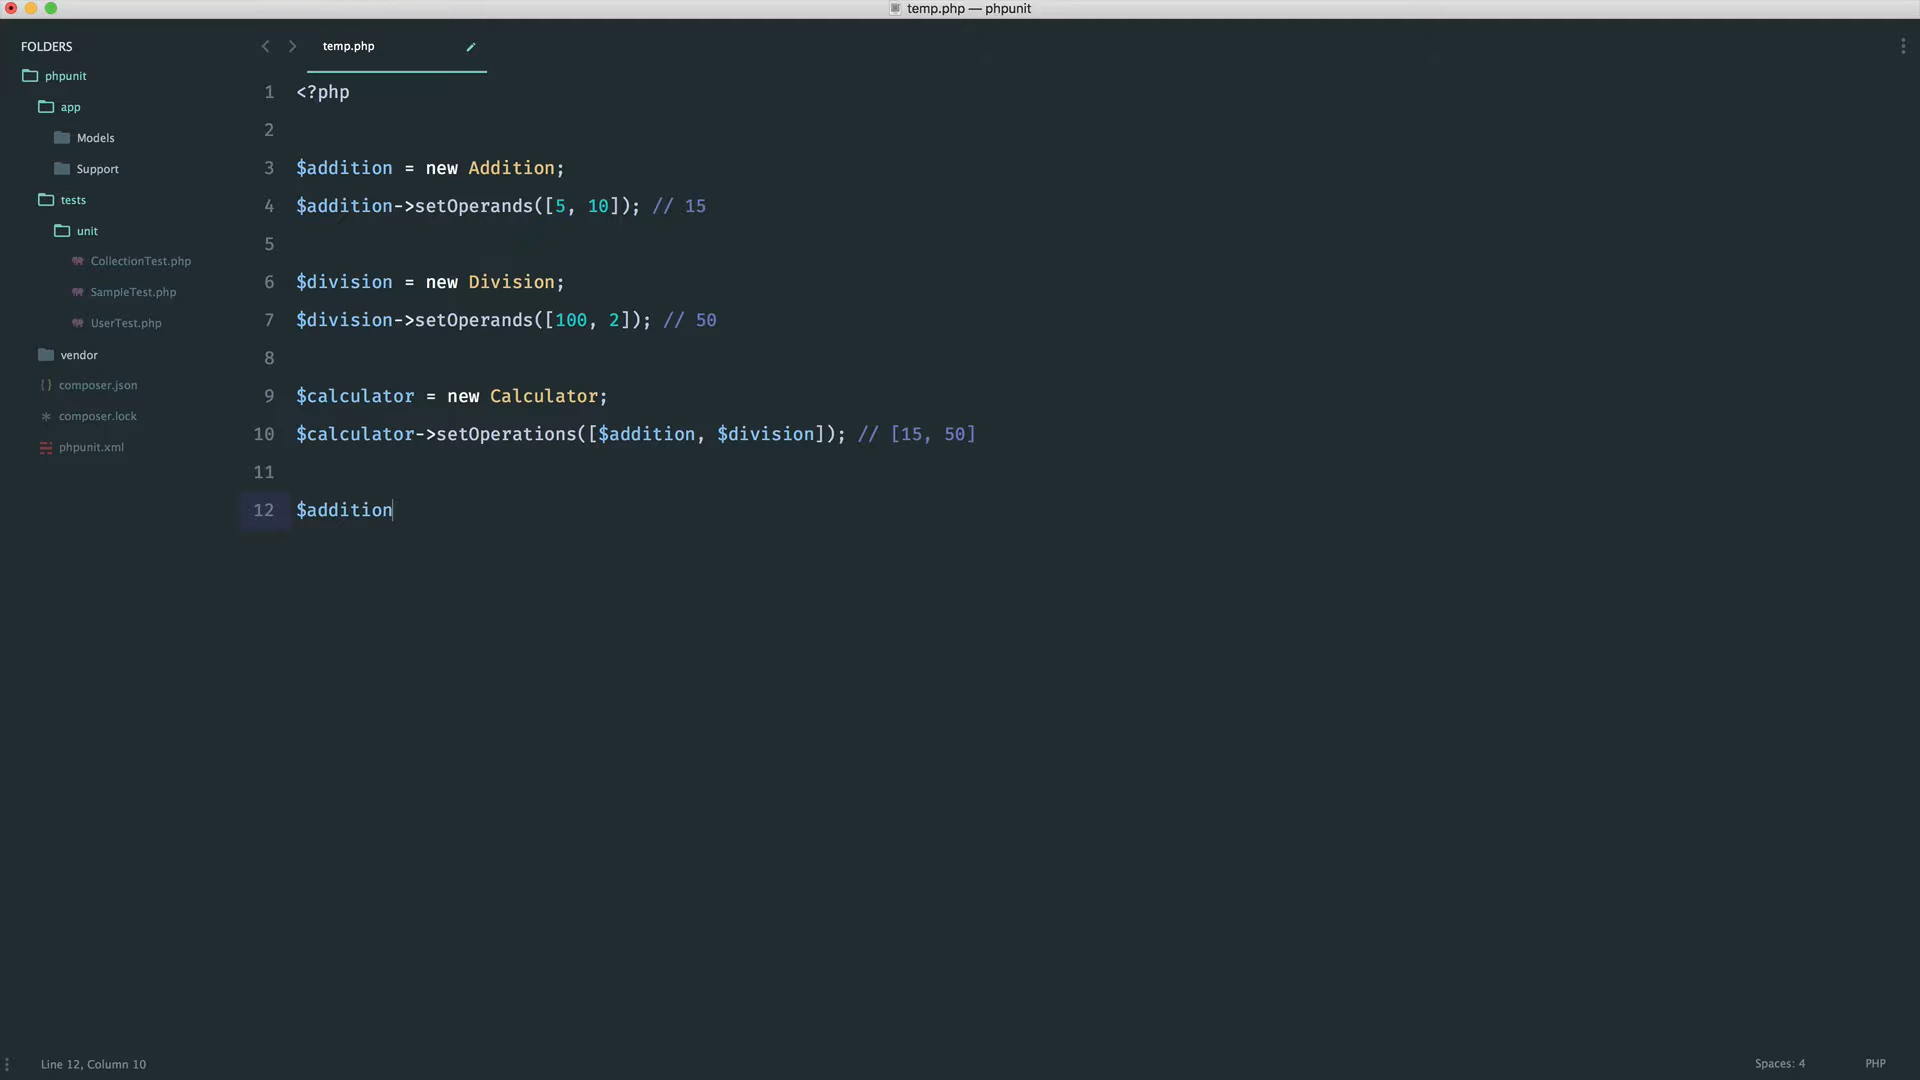 temp.php — phpunit
FOLDERS
phpunit
app
Models
Support
tests
unit
CollectionTest.php
SampleTest.php
UserTest.php
vendor
composer.json
composer.lock
phpunit.xml
temp.php
1 <?php
2
3 $addition = new Addition;
4 $addition->setOperands([5, 10]); // 15
5
6 $division = new Division;
7 $division->setOperands([100, 2]); // 50
8
9 $calculator = new Calculator;
10 $calculator->setOperations([$addition, $division]); // [15, 50]
11
12 $addition
Line 12, Column 10
Spaces: 4
PHP